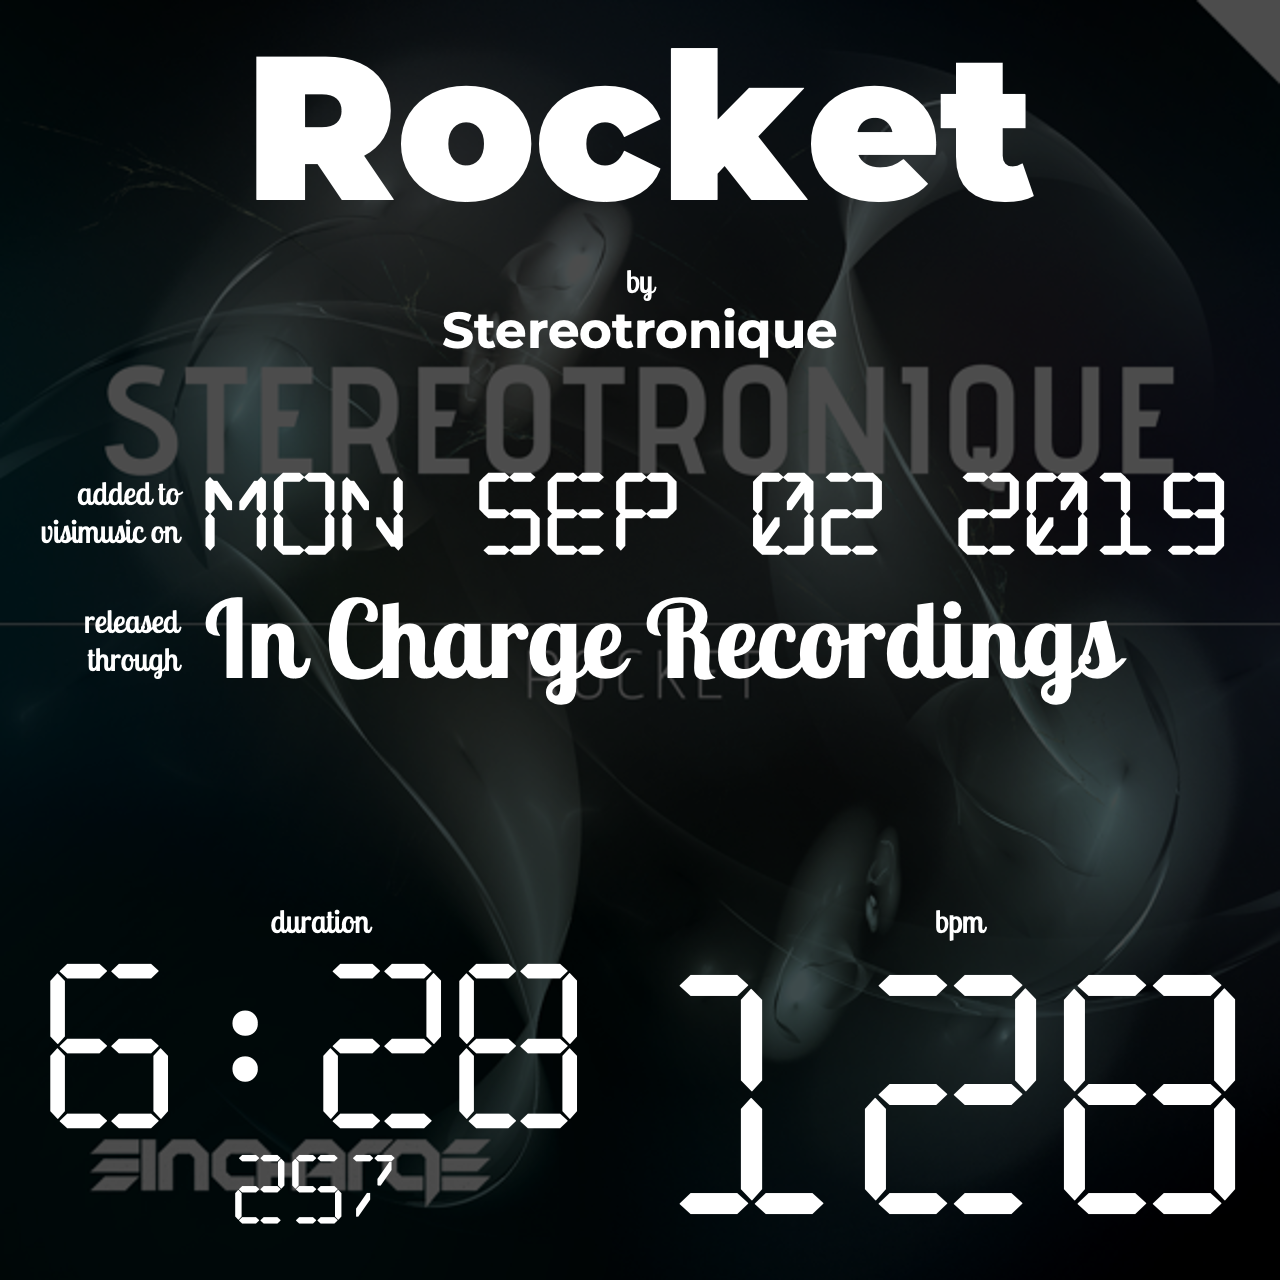 Rocket
by
Stereotronique
STEREOTRONIQUE
added to
visimusic on
MON SEP 02 2019
released
through
In Charge Recordings
ROCKET
duration
bpm
6:28
128
INCHARGE
257